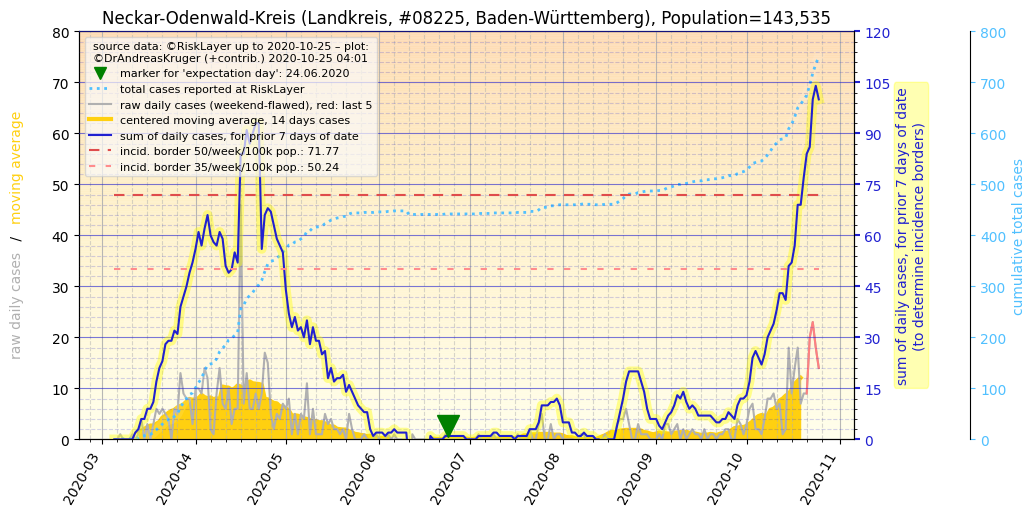 Neckar-Odenwald-Kreis (Landkreis, #08225, Baden-Württemberg), Population=143,535
source data: ©RiskLayer up to 2020-10-25 – plot:
©DrAndreasKruger (+contrib.) 2020-10-25 04:01
marker for 'expectation day': 24.06.2020
total cases reported at RiskLayer
raw daily cases (weekend-flawed), red: last 5
centered moving average, 14 days cases
sum of daily cases, for prior 7 days of date
incid. border 50/week/100k pop.: 71.77
incid. border 35/week/100k pop.: 50.24
raw daily cases / moving average
80
70
60
50
40
30
20
10
0
120
105
90
75
60
45
30
15
0
sum of daily cases, for prior 7 days of date
(to determine incidence borders)
800
700
600
500
400
300
200
100
0
cumulative total cases
2020-03
2020-04
2020-05
2020-06
2020-07
2020-08
2020-09
2020-10
2020-11